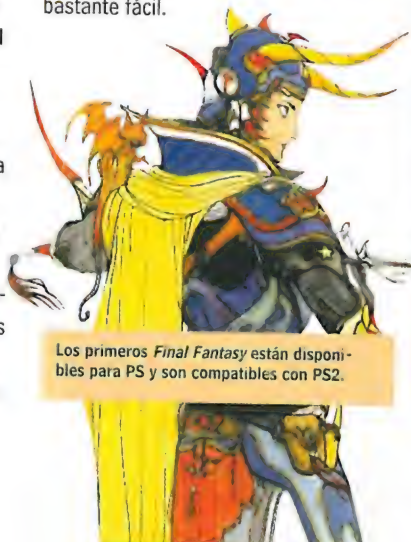 bastante fácil.
l
a
s
Los primeros Final Fantasy están disponi-
bles para PS y son compatibles con PS2.